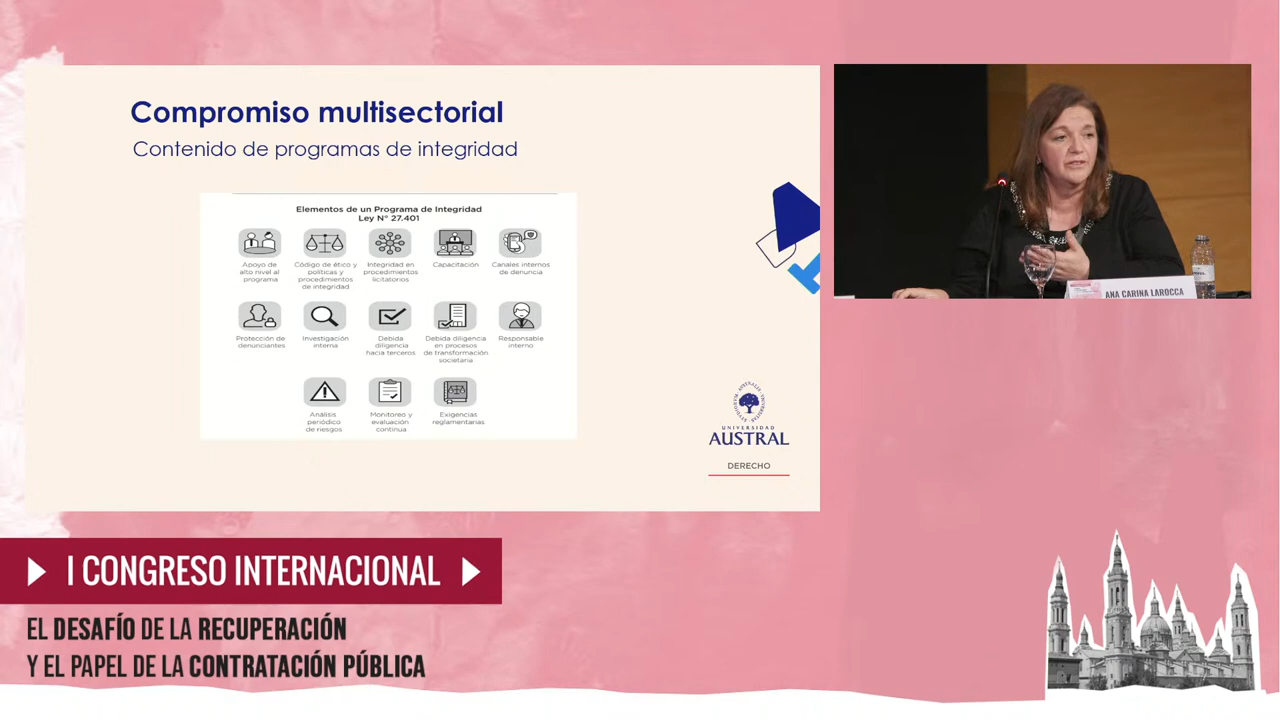 Compromiso multisectorial
Contenido de programas de integridad
Elementos de un Programa de Integridad
Ley N° 27.401
Apoyo de
alto nivel al
programa
Código de ético y
políticas y
procedimientos
de integridad
Integridad en
procedimientos
licitatorios
Capacitación
Canales internos
de denuncia
Protección de
denunciantes
Investigación
interna
Debida
diligencia
hacia terceros
Debida diligencia
en procesos
de transformación
societaria
Responsable
interno
Análisis
periódico
de riesgos
Monitoreo y
evaluación
continua
Exigencias
reglamentarias
UNIVERSIDAD
AUSTRAL
DERECHO
ANA CARINA LAROCCA
I CONGRESO INTERNACIONAL
EL DESAFÍO DE LA RECUPERACIÓN
Y EL PAPEL DE LA CONTRATACIÓN PÚBLICA